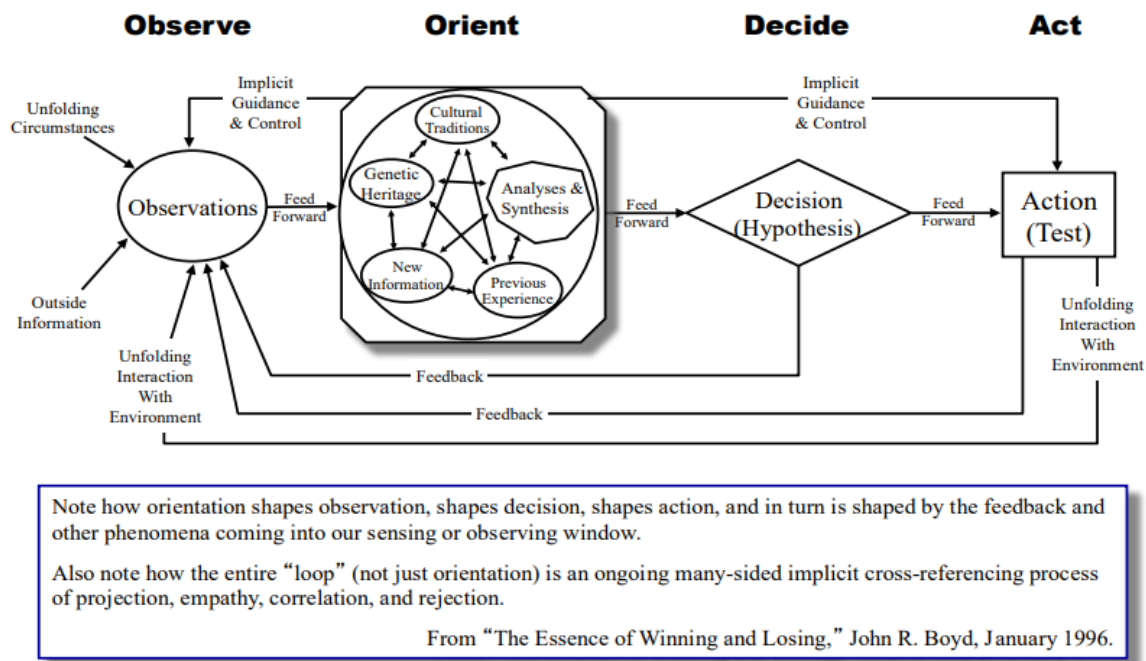 Observe
Orient
Decide
Act
Implicit
Guidance
& Control
Implicit
Guidance
& Control
Unfolding
Circumstances
Cultural
Traditions
Genetic
Heritage
Analyses &
Synthesis
Observations
Feed
Forward
Feed
Forward
Decision
(Hypothesis)
Feed
Forward
Action
(Test)
New
Information
Previous
Experience
Outside
Information
Unfolding
Interaction
With
Environment
Unfolding
Interaction
With
Environment
Feedback
Feedback
Note how orientation shapes observation, shapes decision, shapes action, and in turn is shaped by the feedback and
other phenomena coming into our sensing or observing window.
Also note how the entire “loop” (not just orientation) is an ongoing many-sided implicit cross-referencing process
of projection, empathy, correlation, and rejection.
From “The Essence of Winning and Losing,” John R. Boyd, January 1996.